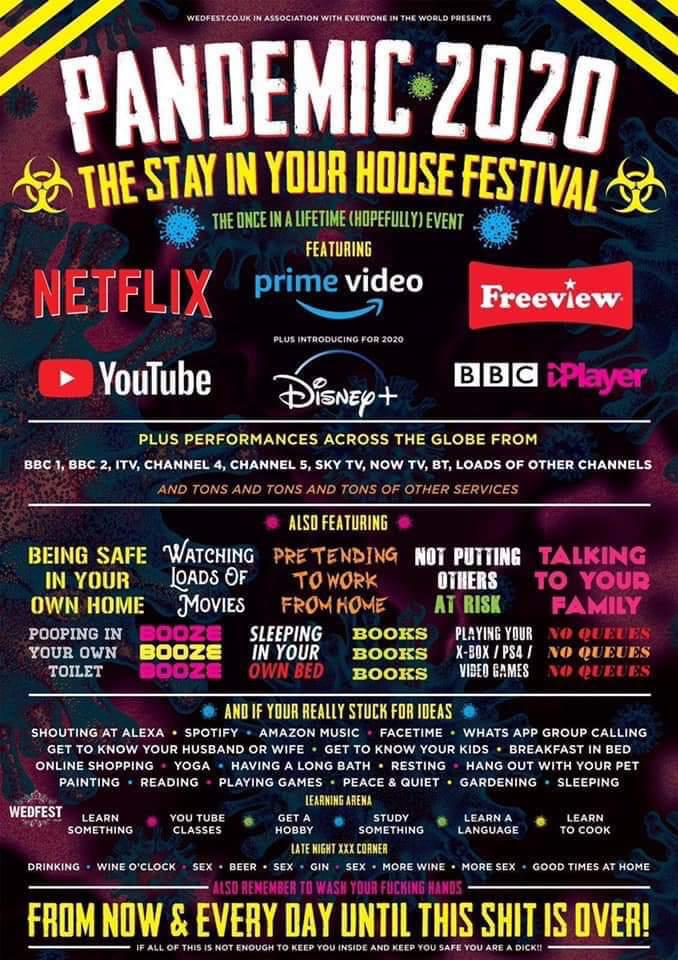 WEDFEST.CO.UK IN ASSOCIATION WITH EVERYONE IN THE WORLD PRESENTS
PANDEMIC 2020
THE STAY IN YOUR HOUSE FESTIVAL
THE ONCE IN A LIFETIME (HOPEFULLY) EVENT
FEATURING
NETFLIX
prime video
Freeview
PLUS INTRODUCING FOR 2020
YouTube
Disney+
BBC iPlayer
PLUS PERFORMANCES ACROSS THE GLOBE FROM
BBC 1, BBC 2, ITV, CHANNEL 4, CHANNEL 5, SKY TV, NOW TV, BT, LOADS OF OTHER CHANNELS
AND TONS AND TONS AND TONS OF OTHER SERVICES
ALSO FEATURING
BEING SAFE
IN YOUR
OWN HOME
WATCHING
LOADS OF
MOVIES
PRETENDING
TO WORK
FROM HOME
NOT PUTTING
OTHERS
AT RISK
TALKING
TO YOUR
FAMILY
POOPING IN
YOUR OWN
TOILET
BOOZE
BOOZE
BOOZE
SLEEPING
IN YOUR
OWN BED
BOOKS
BOOKS
BOOKS
PLAYING YOUR
X-BOX / PS4 /
VIDEO GAMES
NO QUEUES
NO QUEUES
NO QUEUES
AND IF YOUR REALLY STUCK FOR IDEAS
SHOUTING AT ALEXA • SPOTIFY • AMAZON MUSIC • FACETIME • WHATS APP GROUP CALLING
GET TO KNOW YOUR HUSBAND OR WIFE • GET TO KNOW YOUR KIDS • BREAKFAST IN BED
ONLINE SHOPPING • YOGA • HAVING A LONG BATH • RESTING • HANG OUT WITH YOUR PET
PAINTING • READING • PLAYING GAMES • PEACE & QUIET • GARDENING • SLEEPING
LEARNING ARENA
WEDFEST
LEARN
SOMETHING
YOU TUBE
CLASSES
GET A
HOBBY
STUDY
SOMETHING
LEARN A
LANGUAGE
LEARN
TO COOK
LATE NIGHT XXX CORNER
DRINKING • WINE O'CLOCK • SEX • BEER • SEX • GIN • SEX • MORE WINE • MORE SEX • GOOD TIMES AT HOME
ALSO REMEMBER TO WASH YOUR FUCKING HANDS
FROM NOW & EVERY DAY UNTIL THIS SHIT IS OVER!
IF ALL OF THIS IS NOT ENOUGH TO KEEP YOU INSIDE AND KEEP YOU SAFE YOU ARE A DICK!!